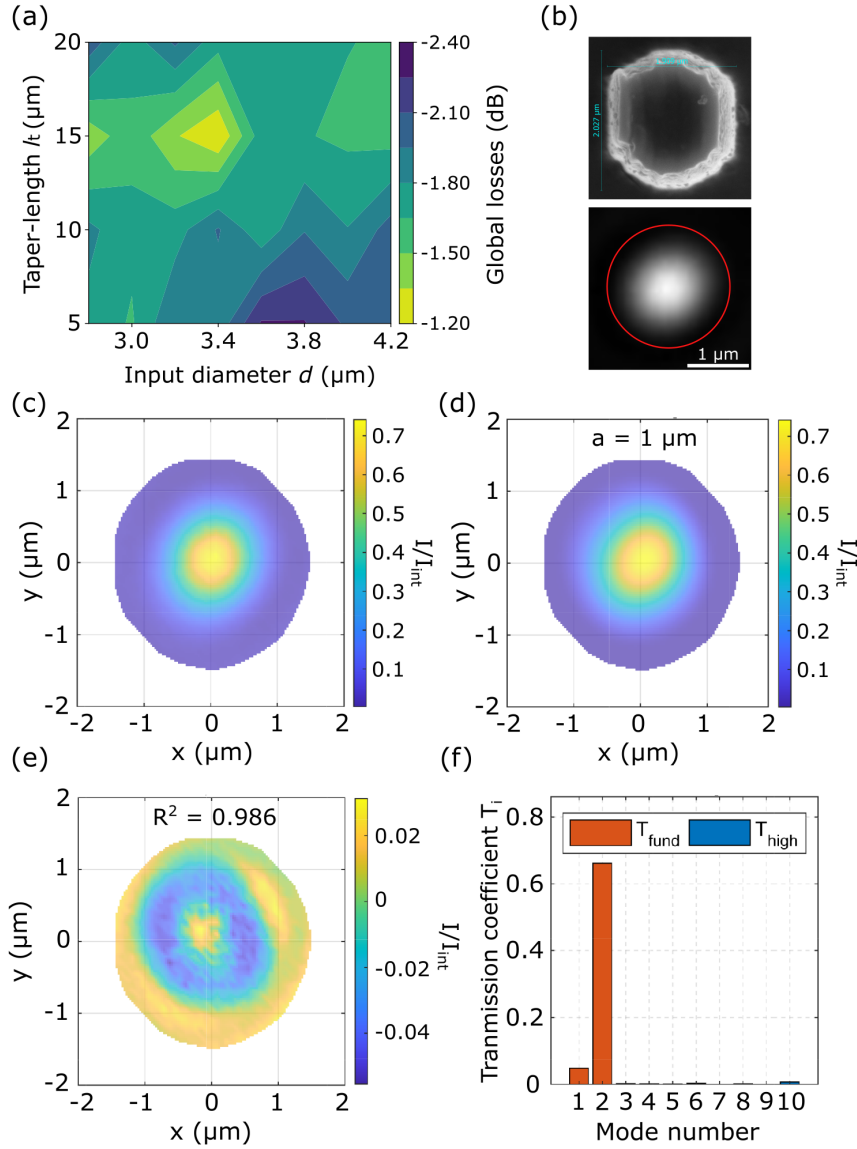 (a)
20
15
10
5
Taper-length lt (μm)
3.0
3.4
3.8
4.2
Input diameter d (μm)
-2.40
-2.10
-1.80
-1.50
-1.20
Global losses (dB)
(b)
2.027 μm
1 μm
(c)
2
1
0
-1
-2
y (μm)
-2
-1
0
1
2
x (μm)
0.7
0.6
0.5
0.4
0.3
0.2
0.1
I/Iint
(d)
a = 1 μm
2
1
0
-1
-2
y (μm)
-2
-1
0
1
2
x (μm)
0.7
0.6
0.5
0.4
0.3
0.2
0.1
I/Iint
(e)
R² = 0.986
2
1
0
-1
-2
y (μm)
-2
-1
0
1
2
x (μm)
0.02
0
-0.02
-0.04
I/Iint
(f)
Tfund
Thigh
0.8
0.6
0.4
0.2
0
Tranmission coefficient Ti
1 2 3 4 5 6 7 8 9 10
Mode number